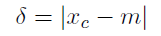 δ = |x_c − m|